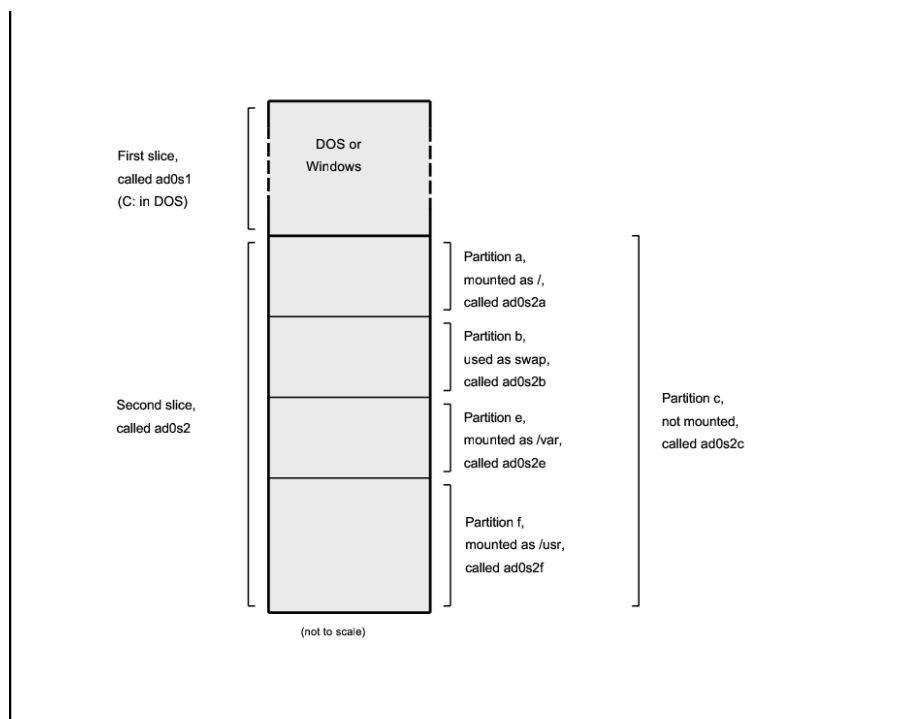 DOS or
Windows
First slice,
called ad0s1
(C: in DOS)
Partition a,
mounted as /,
called ad0s2a
Partition b,
used as swap,
called ad0s2b
Second slice,
called ad0s2
Partition e,
mounted as /var,
called ad0s2e
Partition c,
not mounted,
called ad0s2c
Partition f,
mounted as /usr,
called ad0s2f
(not to scale)